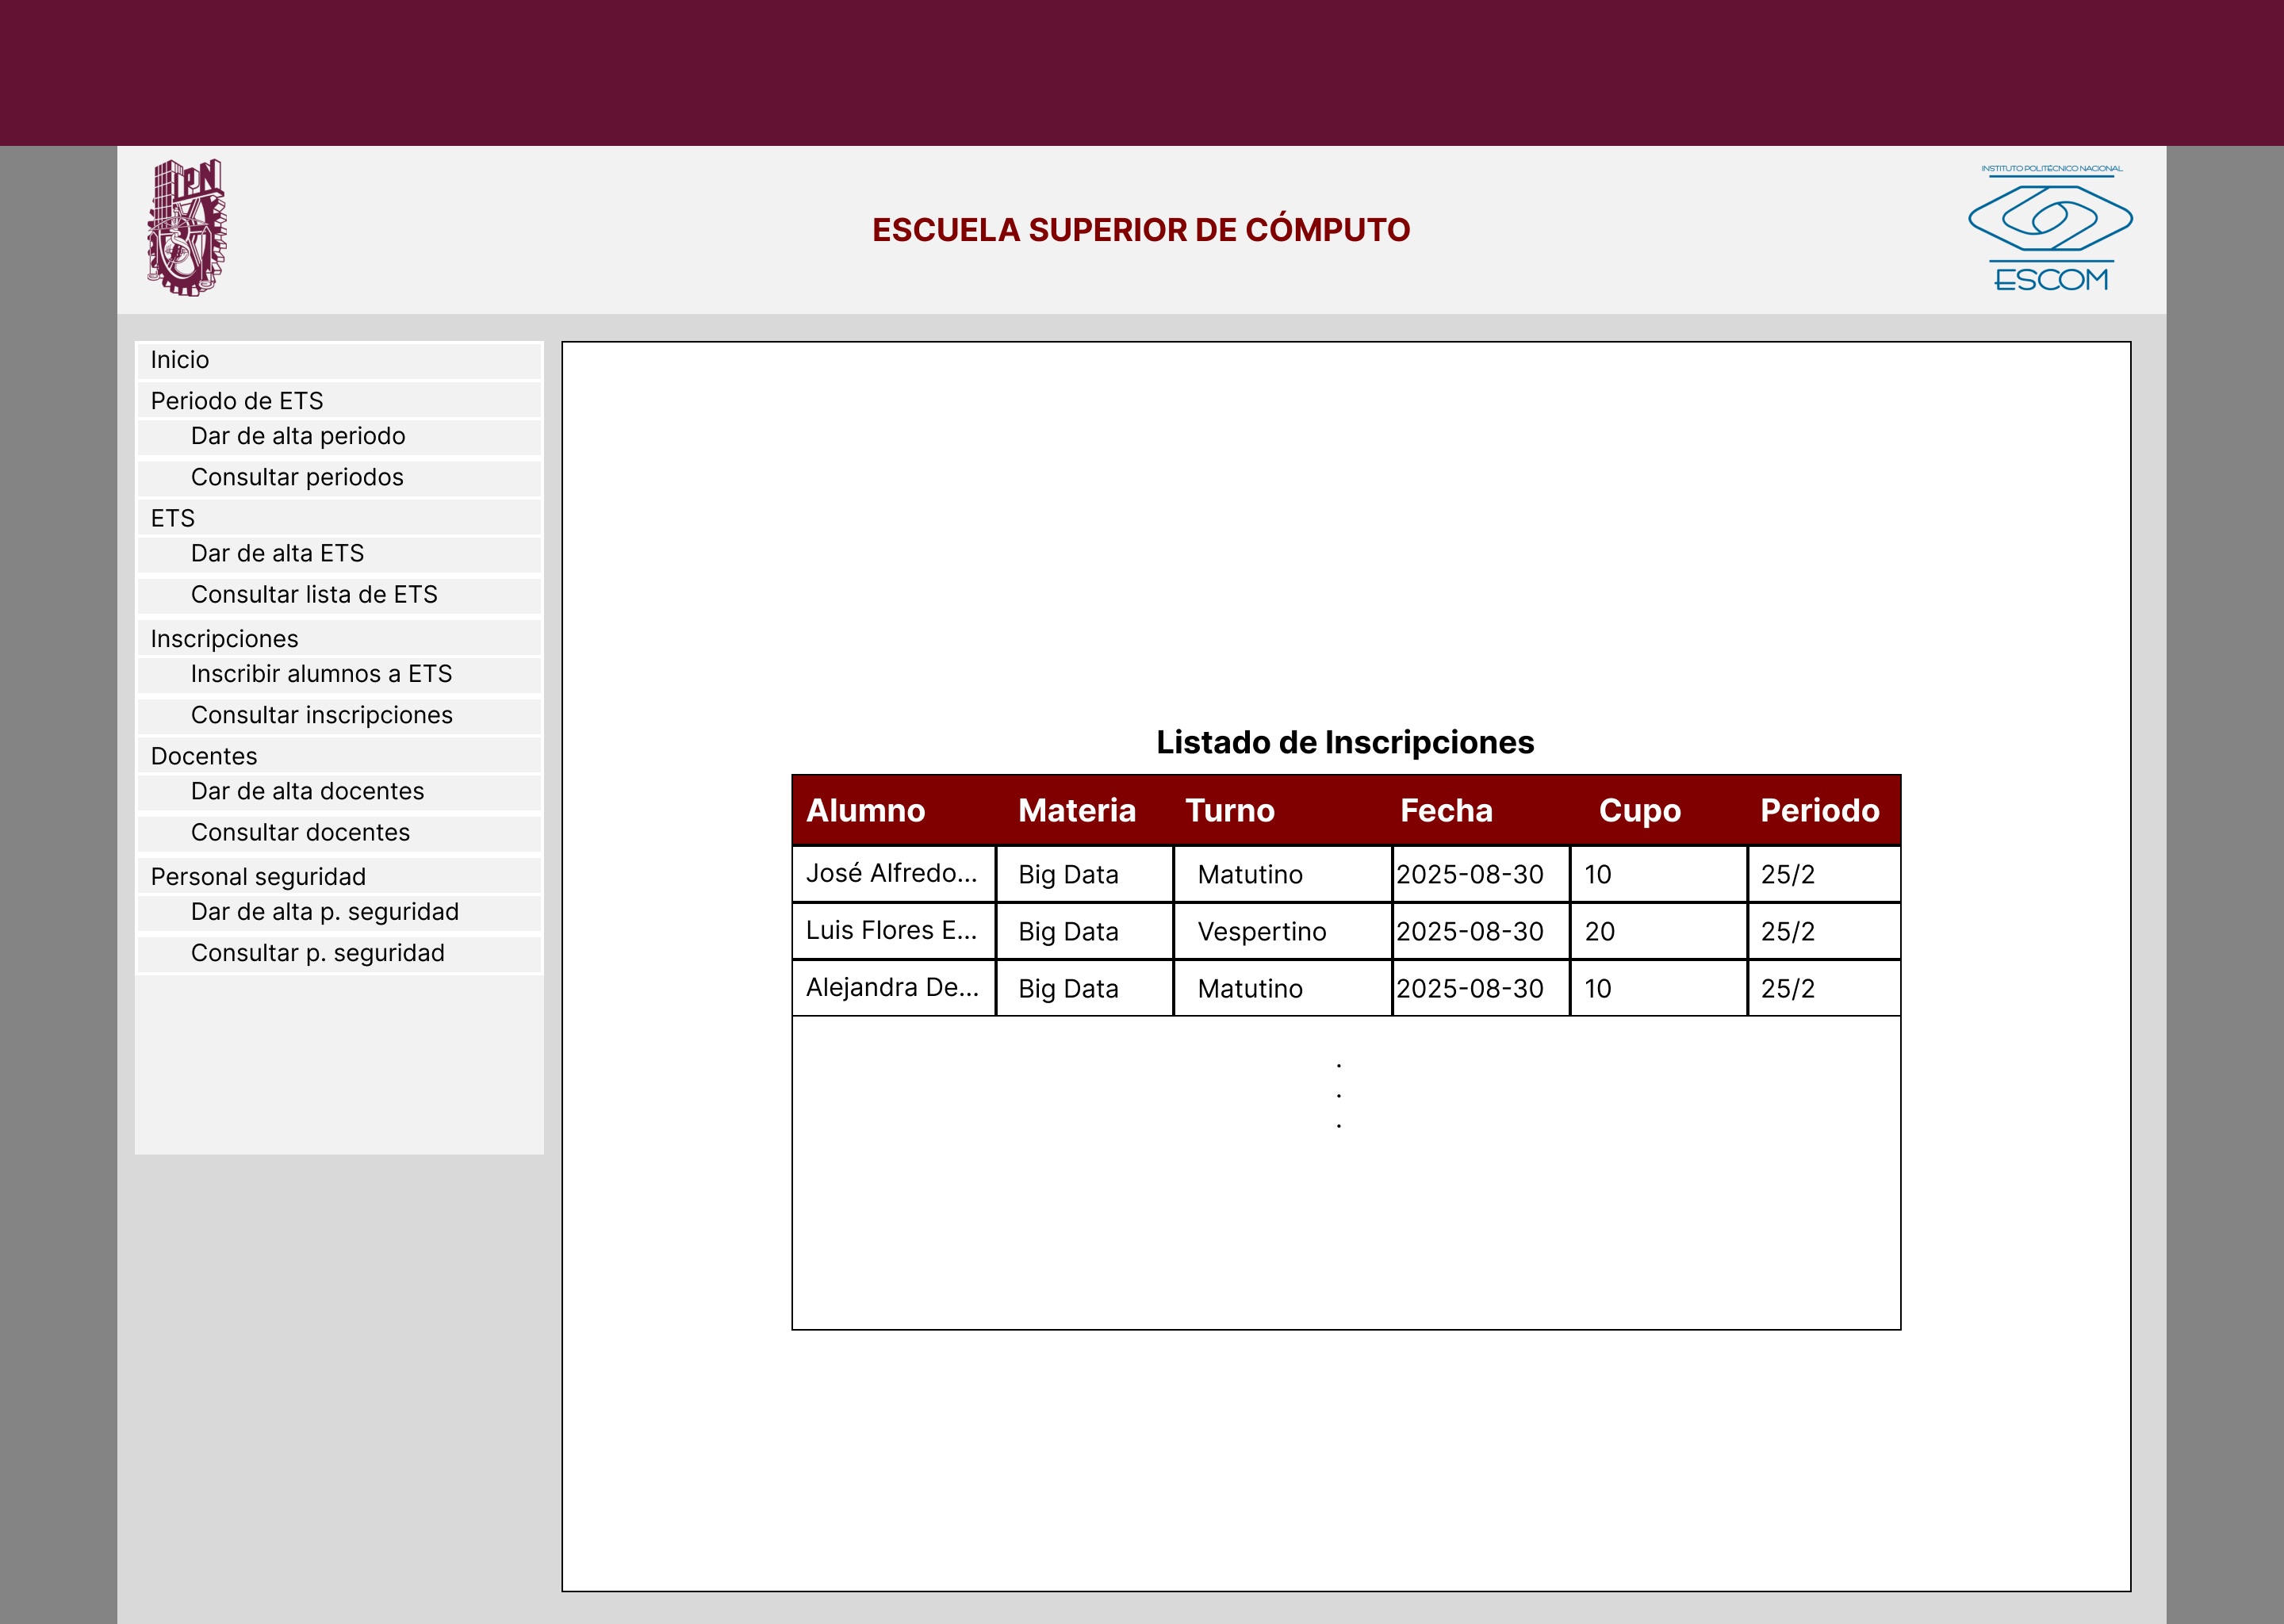 IPN
INSTITUTO POLITÉCNICO NACIONAL
ESCOM
ESCUELA SUPERIOR DE CÓMPUTO
Inicio
Periodo de ETS
Dar de alta periodo
Consultar periodos
ETS
Dar de alta ETS
Consultar lista de ETS
Inscripciones
Inscribir alumnos a ETS
Consultar inscripciones
Docentes
Dar de alta docentes
Consultar docentes
Personal seguridad
Dar de alta p. seguridad
Consultar p. seguridad
Listado de Inscripciones
Alumno Materia Turno Fecha Cupo Periodo
José Alfredo... Big Data Matutino 2025-08-30 10 25/2
Luis Flores E... Big Data Vespertino 2025-08-30 20 25/2
Alejandra De... Big Data Matutino 2025-08-30 10 25/2
.
.
.